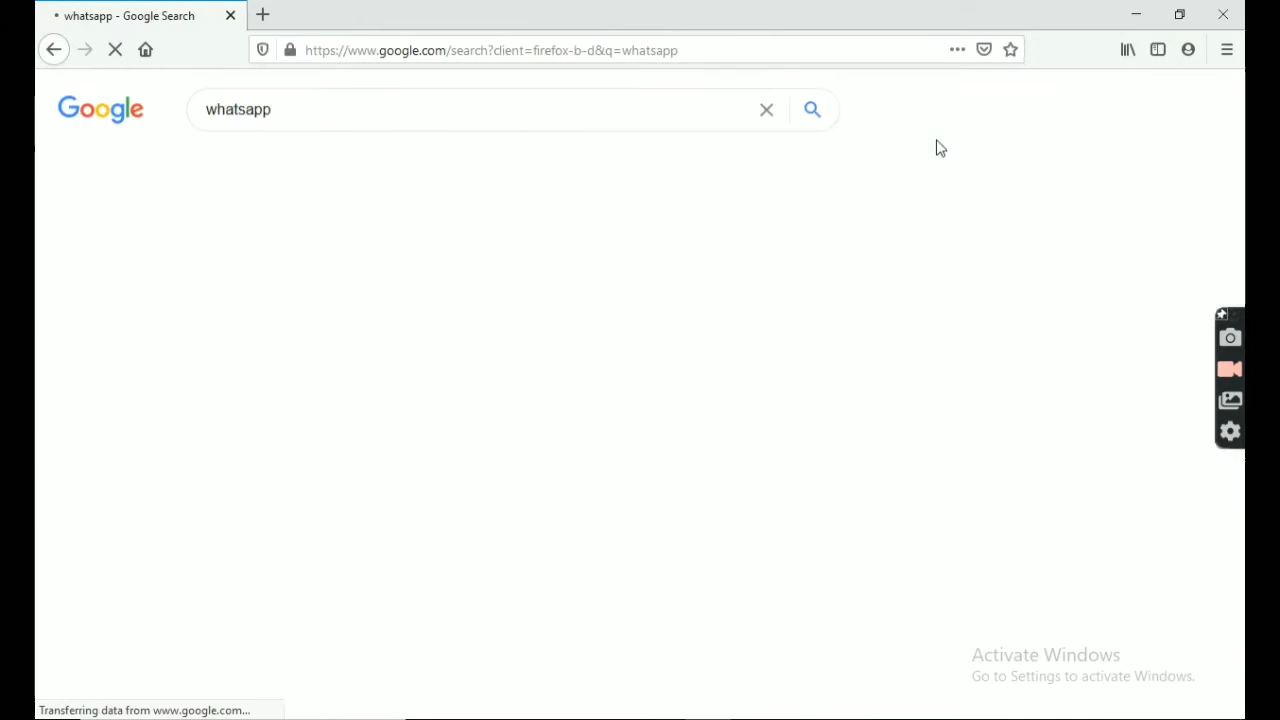 whatsapp - Google Search
https://www.google.com/search?client=firefox-b-d&q=whatsapp
Google
whatsapp
Activate Windows
Go to Settings to activate Windows.
Transferring data from www.google.com...